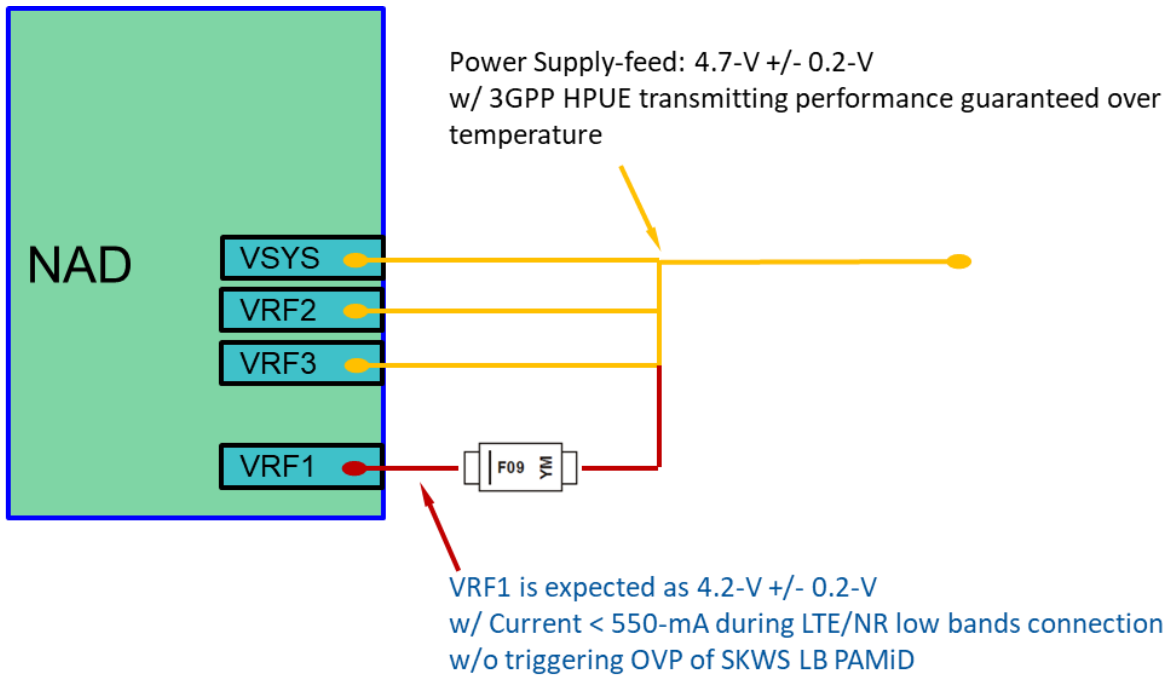 Power Supply-feed: 4.7-V +/- 0.2-V
w/ 3GPP HPUE transmitting performance guaranteed over
temperature
NAD
VSYS
VRF2
VRF3
VRF1
F09
YM
VRF1 is expected as 4.2-V +/- 0.2-V
w/ Current < 550-mA during LTE/NR low bands connection
w/o triggering OVP of SKWS LB PAMiD